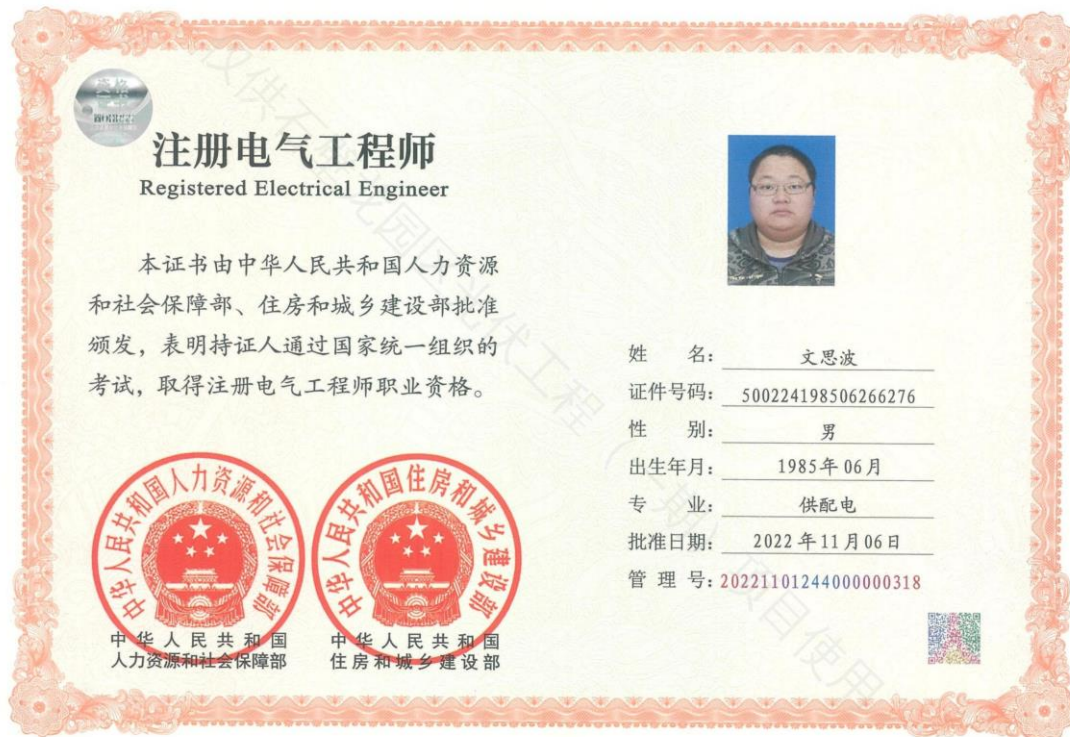 注册电气工程师
Registered Electrical Engineer
本证书由中华人民共和国人力资源
和社会保障部、住房和城乡建设部批准
颁发，表明持证人通过国家统一组织的
考试，取得注册电气工程师职业资格。
中华人民共和国人力资源和社会保障部
中华人民共和国
人力资源和社会保障部
中华人民共和国住房和城乡建设部
中华人民共和国
住房和城乡建设部
姓 名： 文思波
证件号码： 500224198506266276
性 别： 男
出生年月： 1985年06月
专 业： 供配电
批准日期： 2022年11月06日
管 理 号： 20221101244000000318